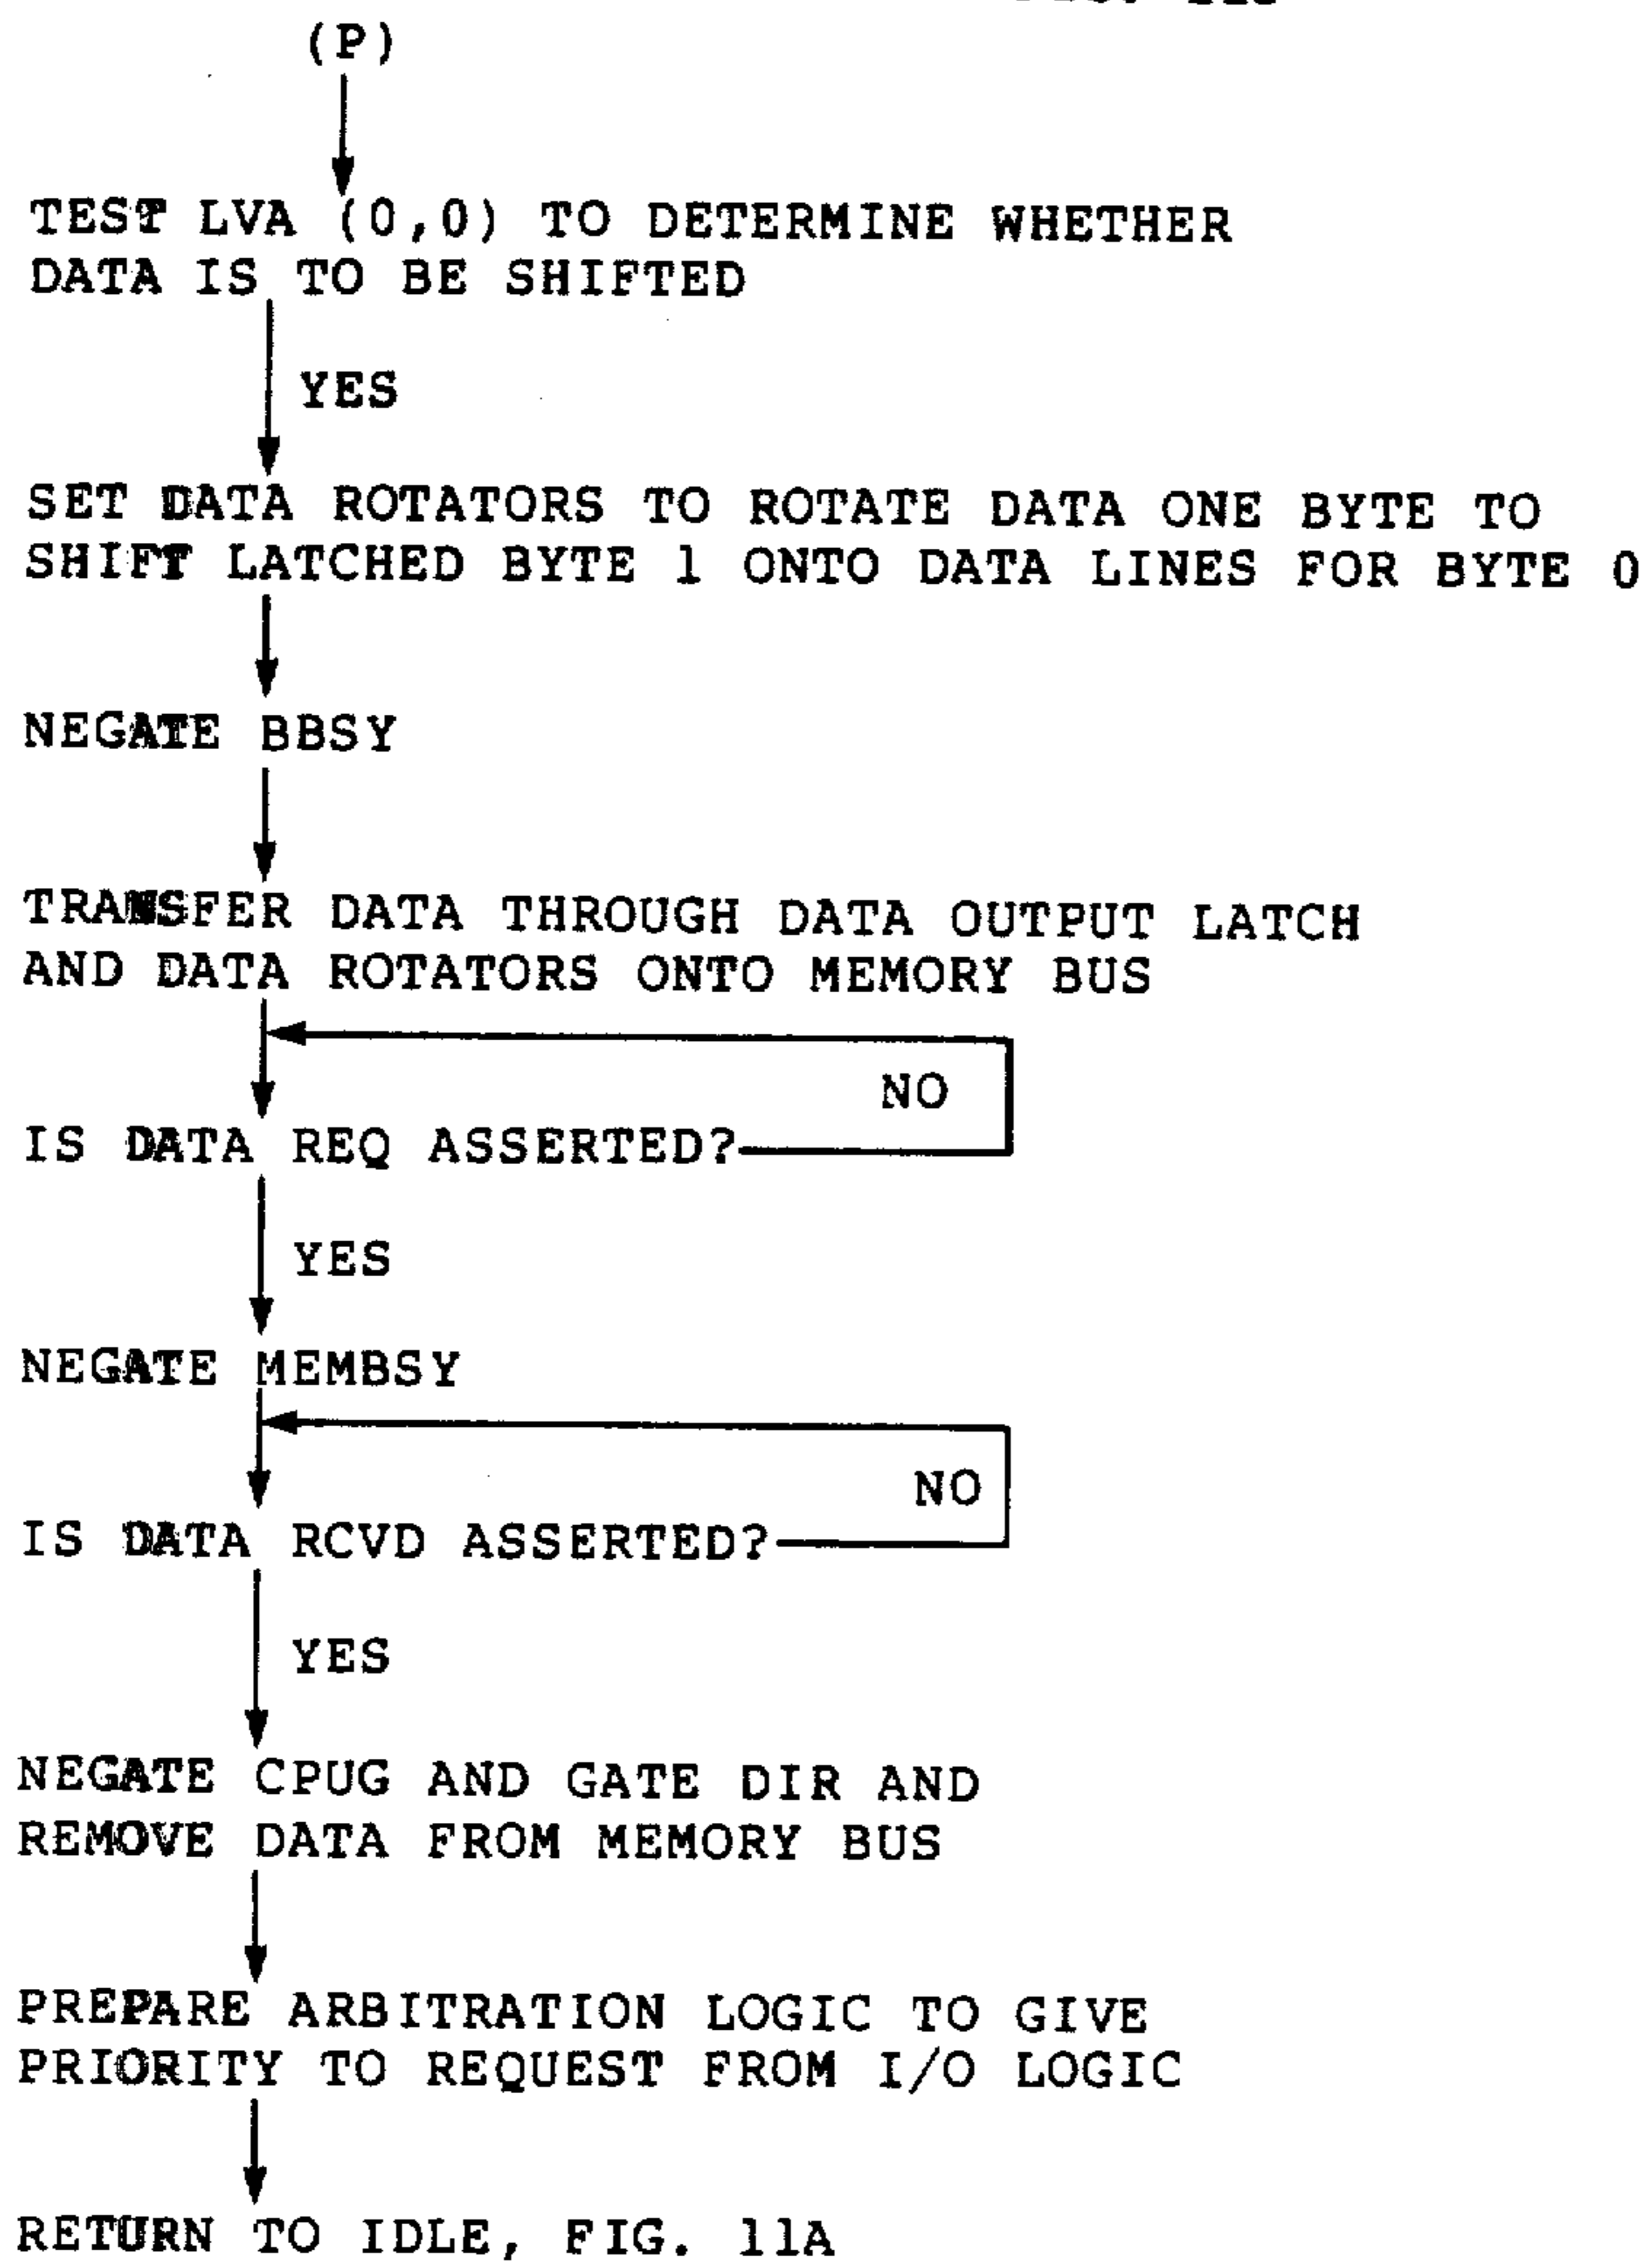 (P)
TEST LVA (0,0) TO DETERMINE WHETHER
DATA IS TO BE SHIFTED
YES
SET DATA ROTATORS TO ROTATE DATA ONE BYTE TO
SHIFT LATCHED BYTE 1 ONTO DATA LINES FOR BYTE 0
NEGATE BBSY
TRANSFER DATA THROUGH DATA OUTPUT LATCH
AND DATA ROTATORS ONTO MEMORY BUS
NO
IS DATA REQ ASSERTED?
YES
NEGATE MEMBSY
NO
IS DATA RCVD ASSERTED?
YES
NEGATE CPUG AND GATE DIR AND
REMOVE DATA FROM MEMORY BUS
PREPARE ARBITRATION LOGIC TO GIVE
PRIORITY TO REQUEST FROM I/O LOGIC
RETURN TO IDLE, FIG. 11A